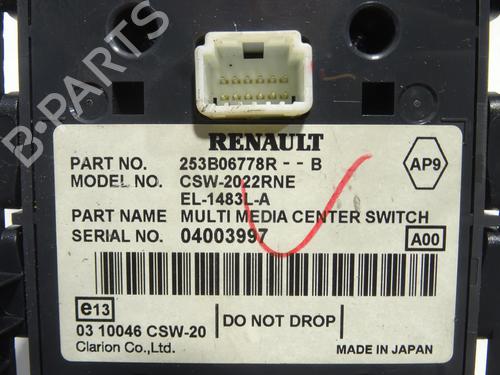 B-PARTS
RENAULT
PART NO. 253B06778R - - B
MODEL NO. CSW-2022RNE
EL-1483L-A
AP9
PART NAME MULTI MEDIA CENTER SWITCH
SERIAL NO. 04003997
A00
e13
03 10046 CSW-20
DO NOT DROP
Clarion Co.,Ltd.
MADE IN JAPAN